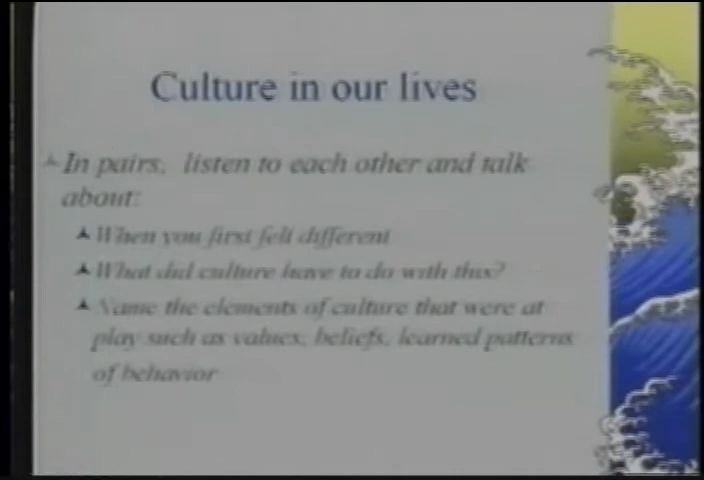 Culture in our lives
In pairs, listen to each other and talk
about:
When you first felt different
What did culture have to do with this?
Name the elements of culture that were at
play such as values, beliefs, learned patterns
of behavior